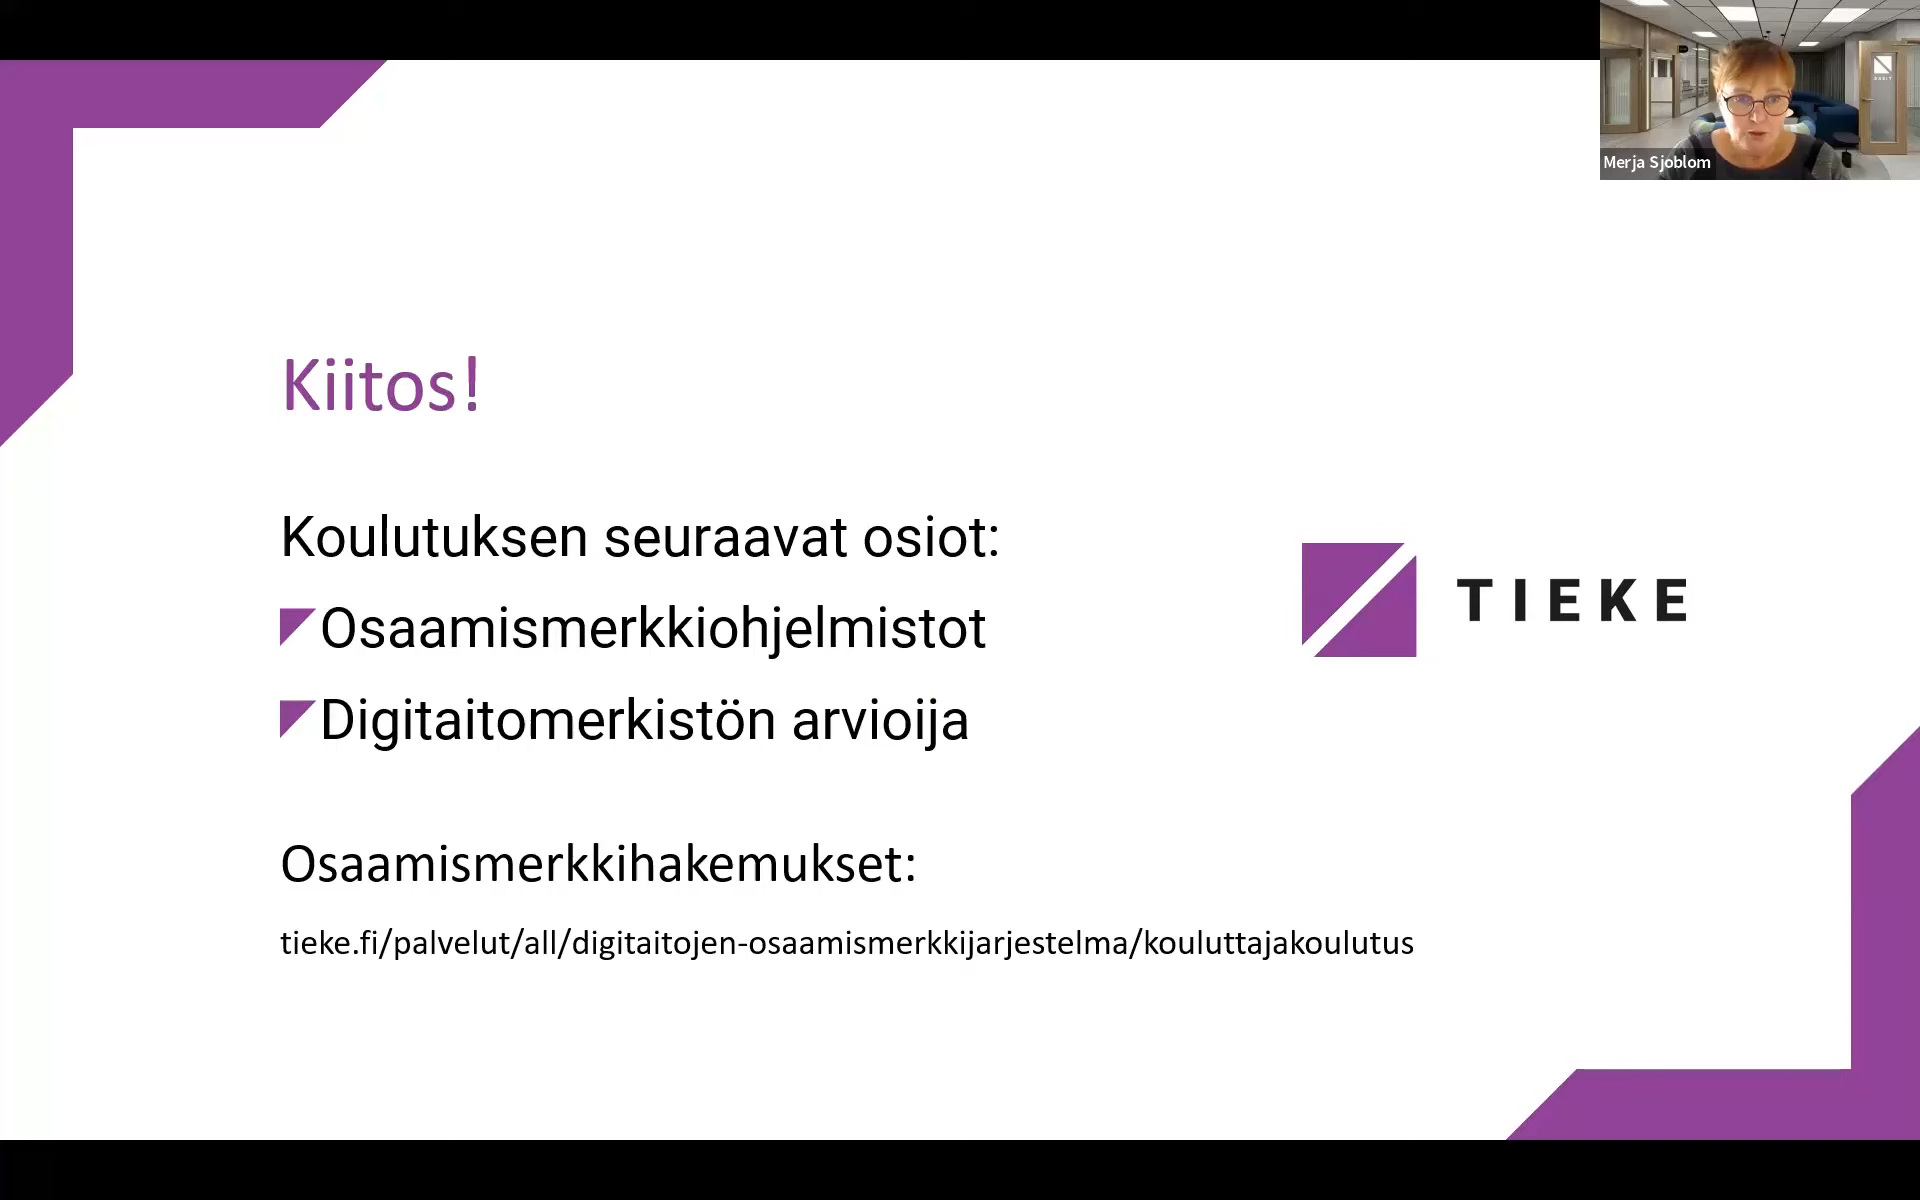 Merja Sjoblom
Kiitos!
Koulutuksen seuraavat osiot:
Osaamismerkkiohjelmistot
Digitaitomerkistön arvioija
TIEKE
Osaamismerkkihakemukset:
tieke.fi/palvelut/all/digitaitojen-osaamismerkkijarjestelma/kouluttajakoulutus